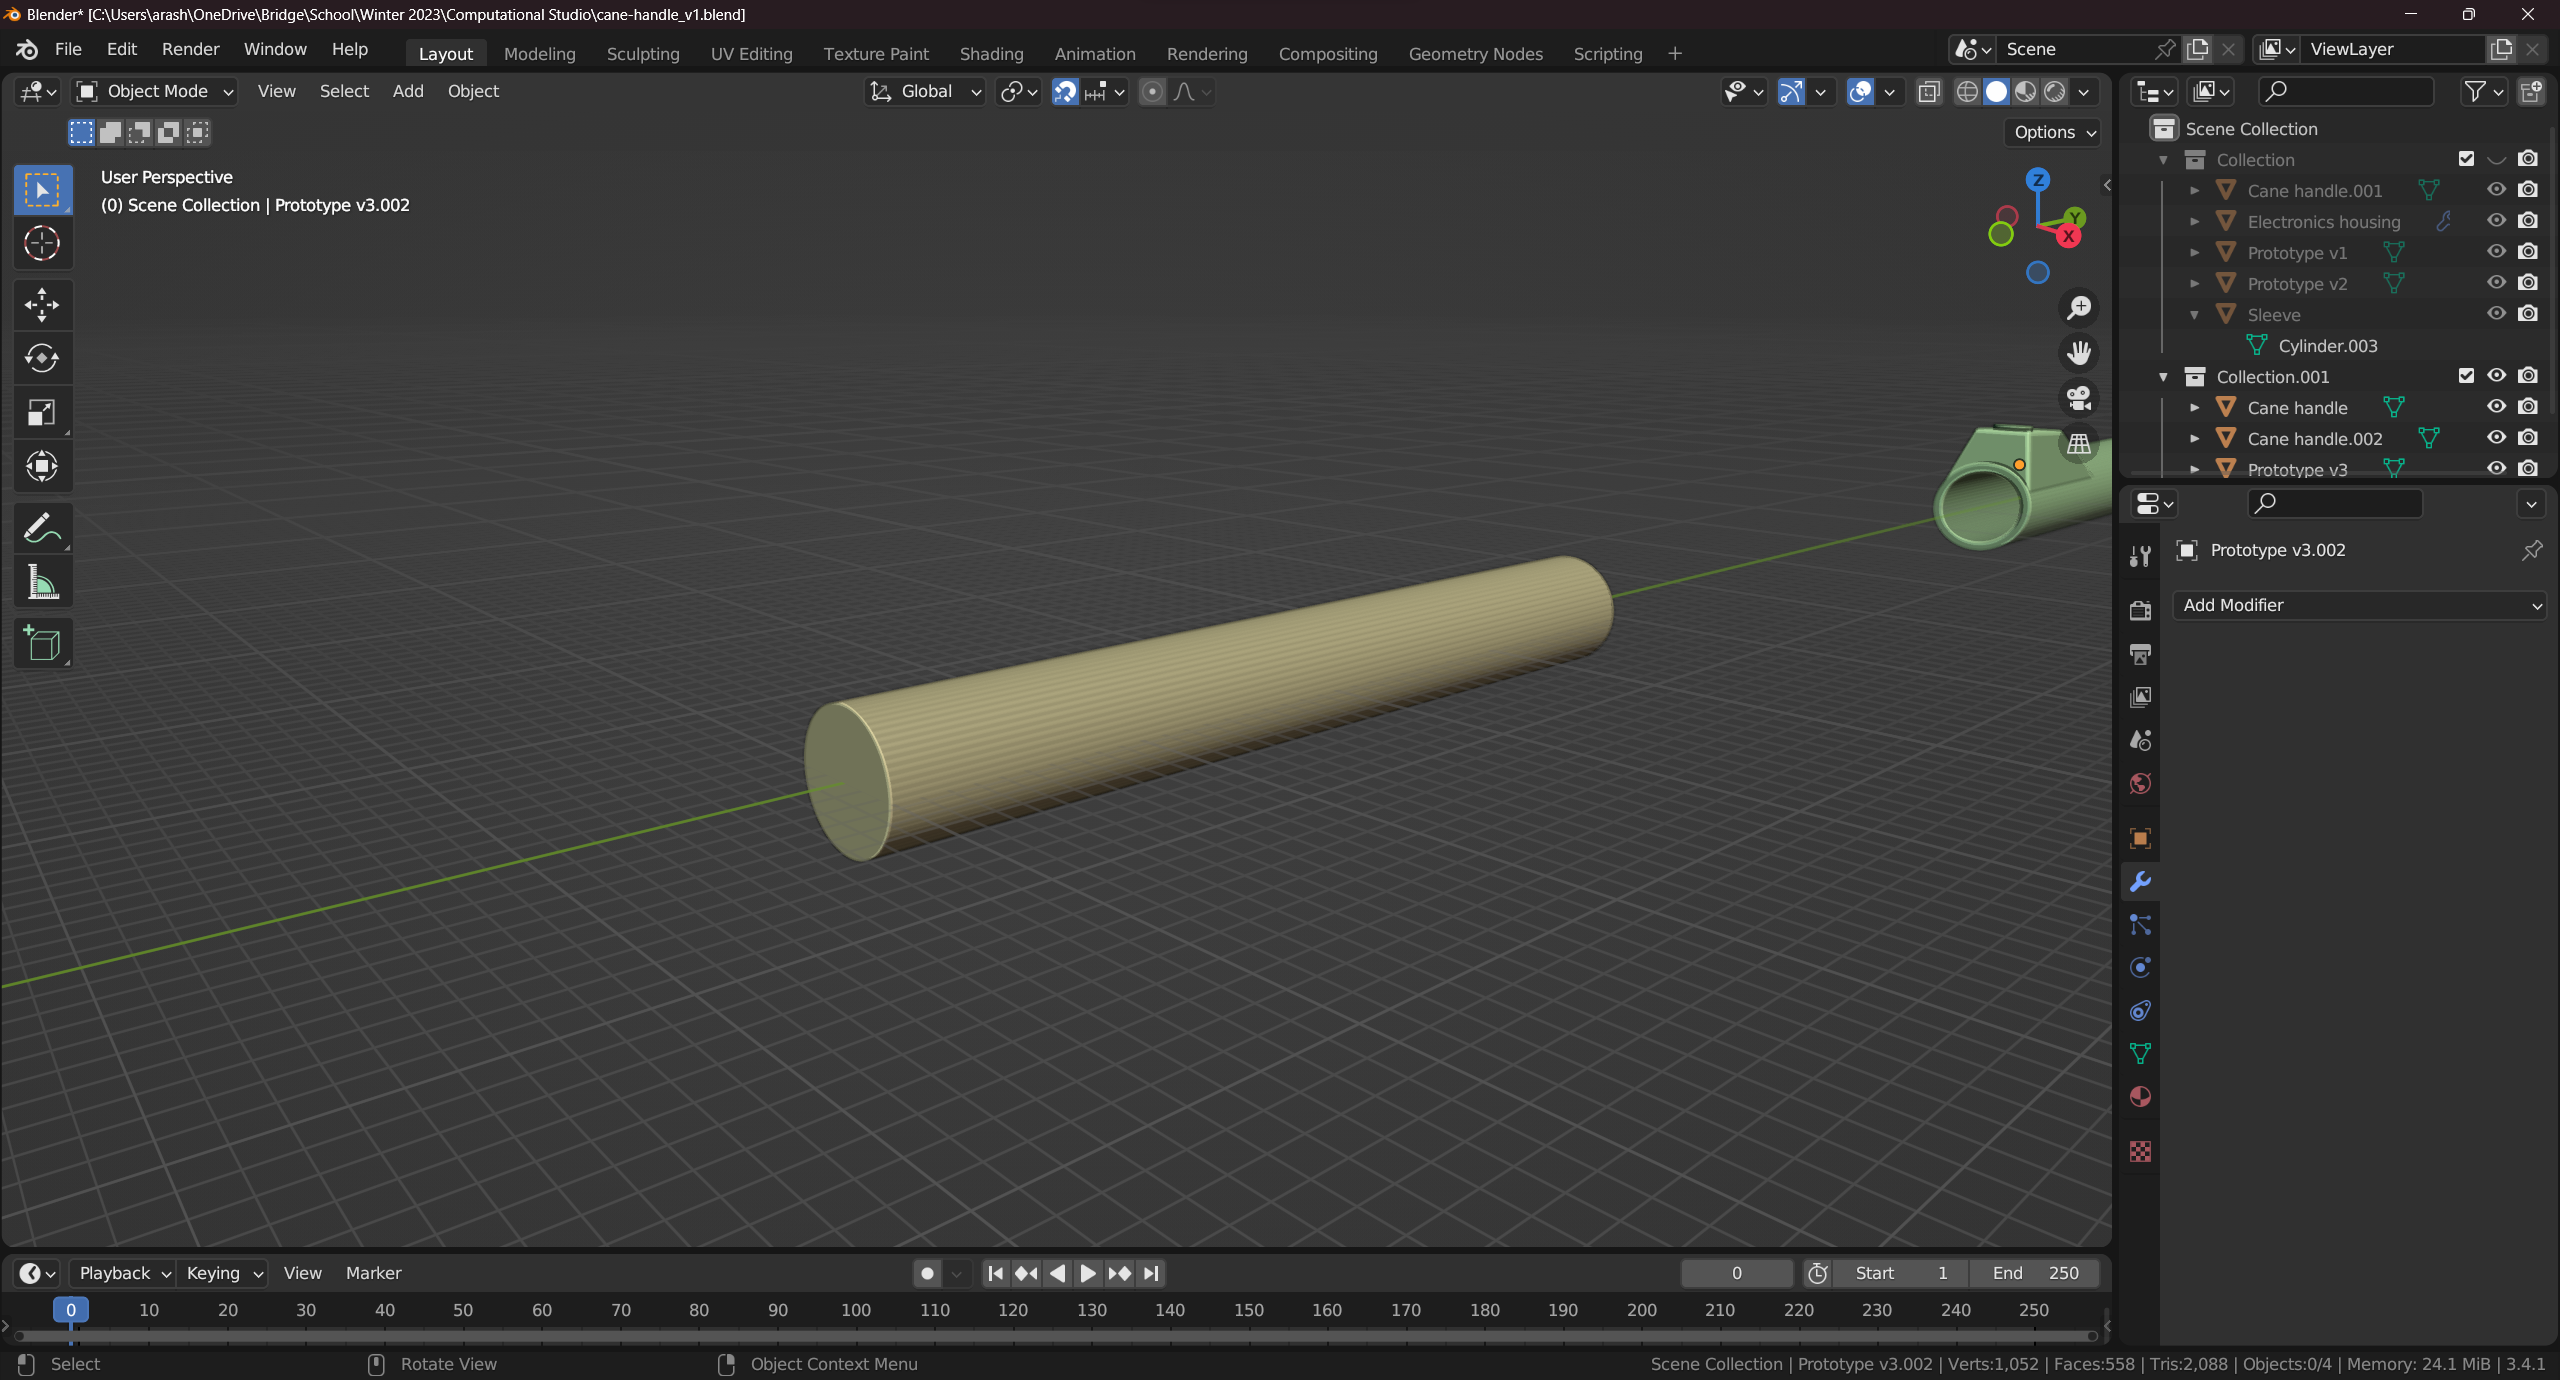 Blender* [C:\Users\arash\OneDrive\Bridge\School\Winter 2023\Computational Studio\cane-handle_v1.blend]
File Edit Render Window Help Layout Modeling Sculpting UV Editing Texture Paint Shading Animation Rendering Compositing Geometry Nodes Scripting + Scene ViewLayer
Object Mode View Select Add Object Global
Options
User Perspective
(0) Scene Collection | Prototype v3.002
Z
Y
X
Scene Collection
Collection
Cane handle.001
Electronics housing
Prototype v1
Prototype v2
Sleeve
Cylinder.003
Collection.001
Cane handle
Cane handle.002
Prototype v3
Prototype v3.002
Add Modifier
Playback Keying View Marker 0 Start 1 End 250
0 10 20 30 40 50 60 70 80 90 100 110 120 130 140 150 160 170 180 190 200 210 220 230 240 250
Select Rotate View Object Context Menu Scene Collection | Prototype v3.002 | Verts:1,052 | Faces:558 | Tris:2,088 | Objects:0/4 | Memory: 24.1 MiB | 3.4.1